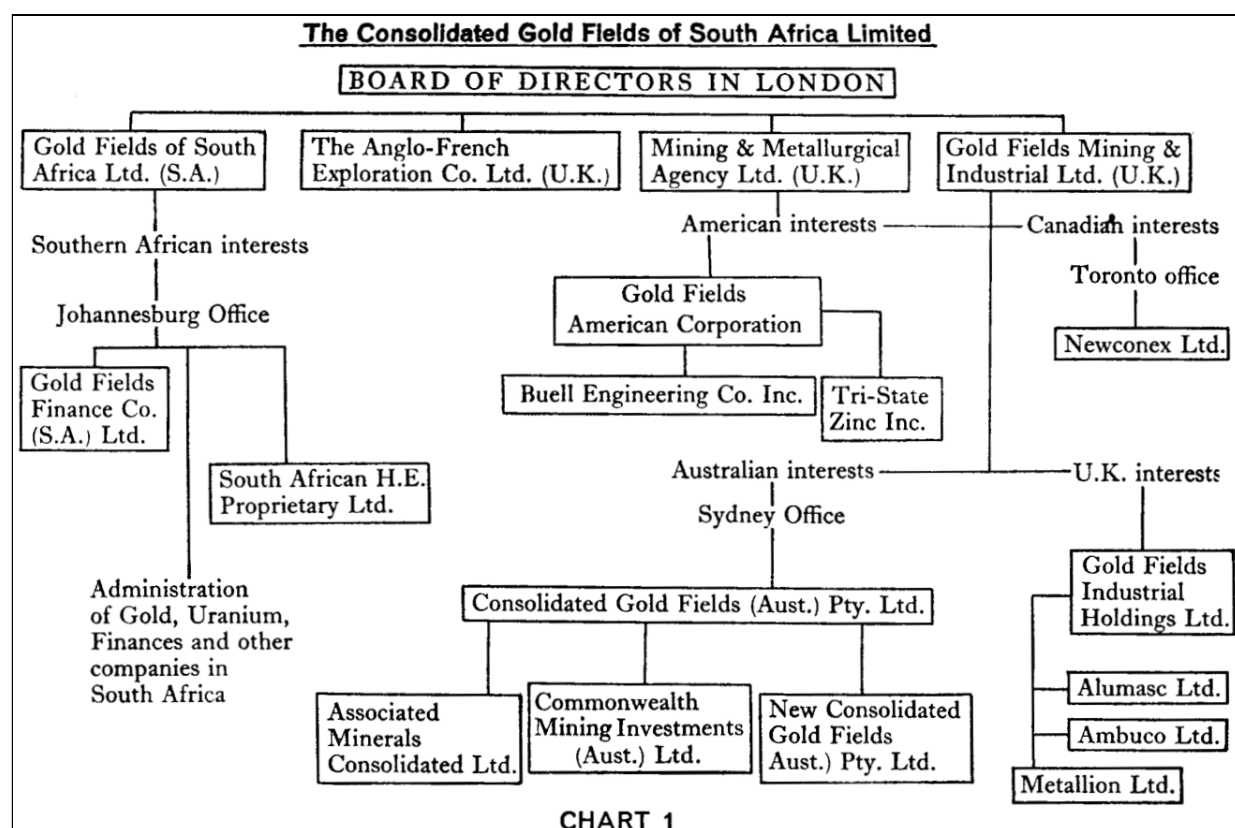 The Consolidated Gold Fields of South Africa Limited
BOARD OF DIRECTORS IN LONDON
Gold Fields of South
Africa Ltd. (S.A.)
The Anglo-French
Exploration Co. Ltd. (U.K.)
Mining & Metallurgical
Agency Ltd. (U.K.)
Gold Fields Mining &
Industrial Ltd. (U.K.)
Southern African interests
Johannesburg Office
Gold Fields
Finance Co.
(S.A.) Ltd.
South African H.E.
Proprietary Ltd.
Administration
of Gold, Uranium,
Finances and other
companies in
South Africa
American interests
Canadian interests
Toronto office
Newconex Ltd.
Gold Fields
American Corporation
Buell Engineering Co. Inc.
Tri-State
Zinc Inc.
Australian interests
U.K. interests
Sydney Office
Consolidated Gold Fields (Aust.) Pty. Ltd.
Associated
Minerals
Consolidated Ltd.
Commonwealth
Mining Investments
(Aust.) Ltd.
New Consolidated
Gold Fields
Aust.) Pty. Ltd.
Gold Fields
Industrial
Holdings Ltd.
Alumasc Ltd.
Ambuco Ltd.
Metallion Ltd.
CHART 1